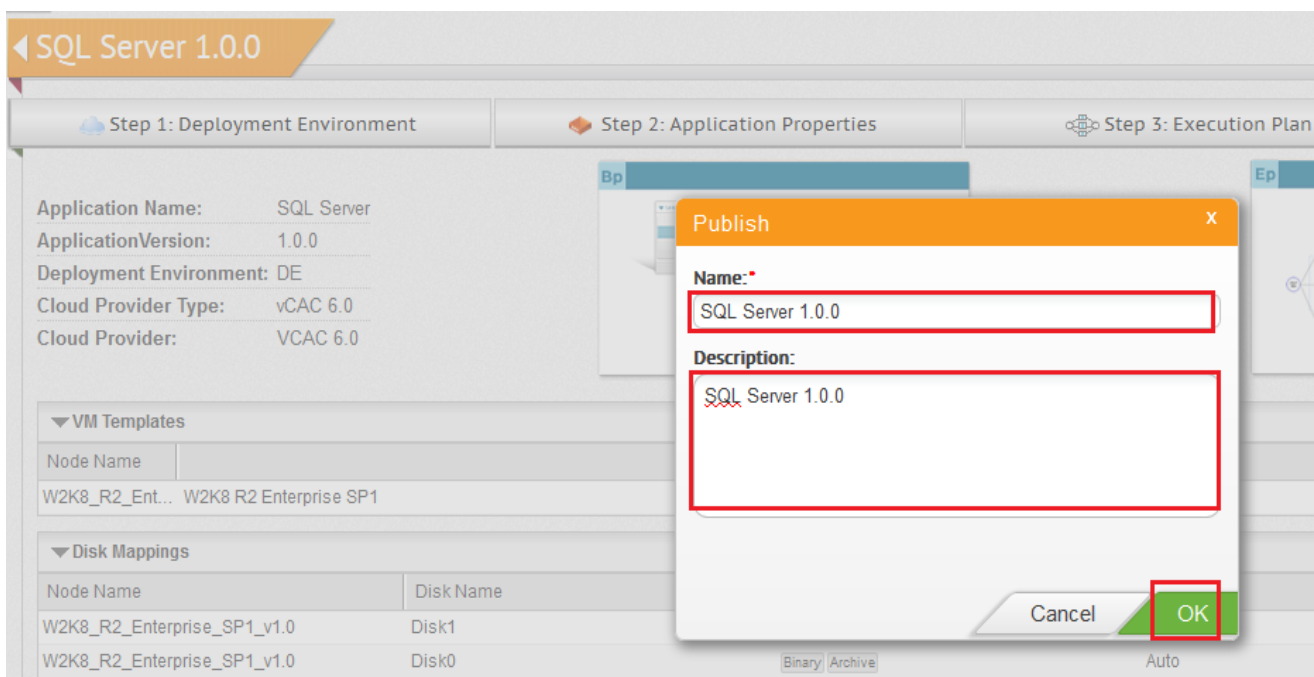 SQL Server 1.0.0
Step 1: Deployment Environment
Step 2: Application Properties
Step 3: Execution Plan
Bp
Ep
Application Name: SQL Server
ApplicationVersion: 1.0.0
Deployment Environment: DE
Cloud Provider Type: vCAC 6.0
Cloud Provider: VCAC 6.0
Publish x
Name:*
SQL Server 1.0.0
Description:
SQL Server 1.0.0
Cancel OK
VM Templates
Node Name
W2K8_R2_Ent... W2K8 R2 Enterprise SP1
Disk Mappings
Node Name Disk Name
W2K8_R2_Enterprise_SP1_v1.0 Disk1
W2K8_R2_Enterprise_SP1_v1.0 Disk0 Binary Archive Auto